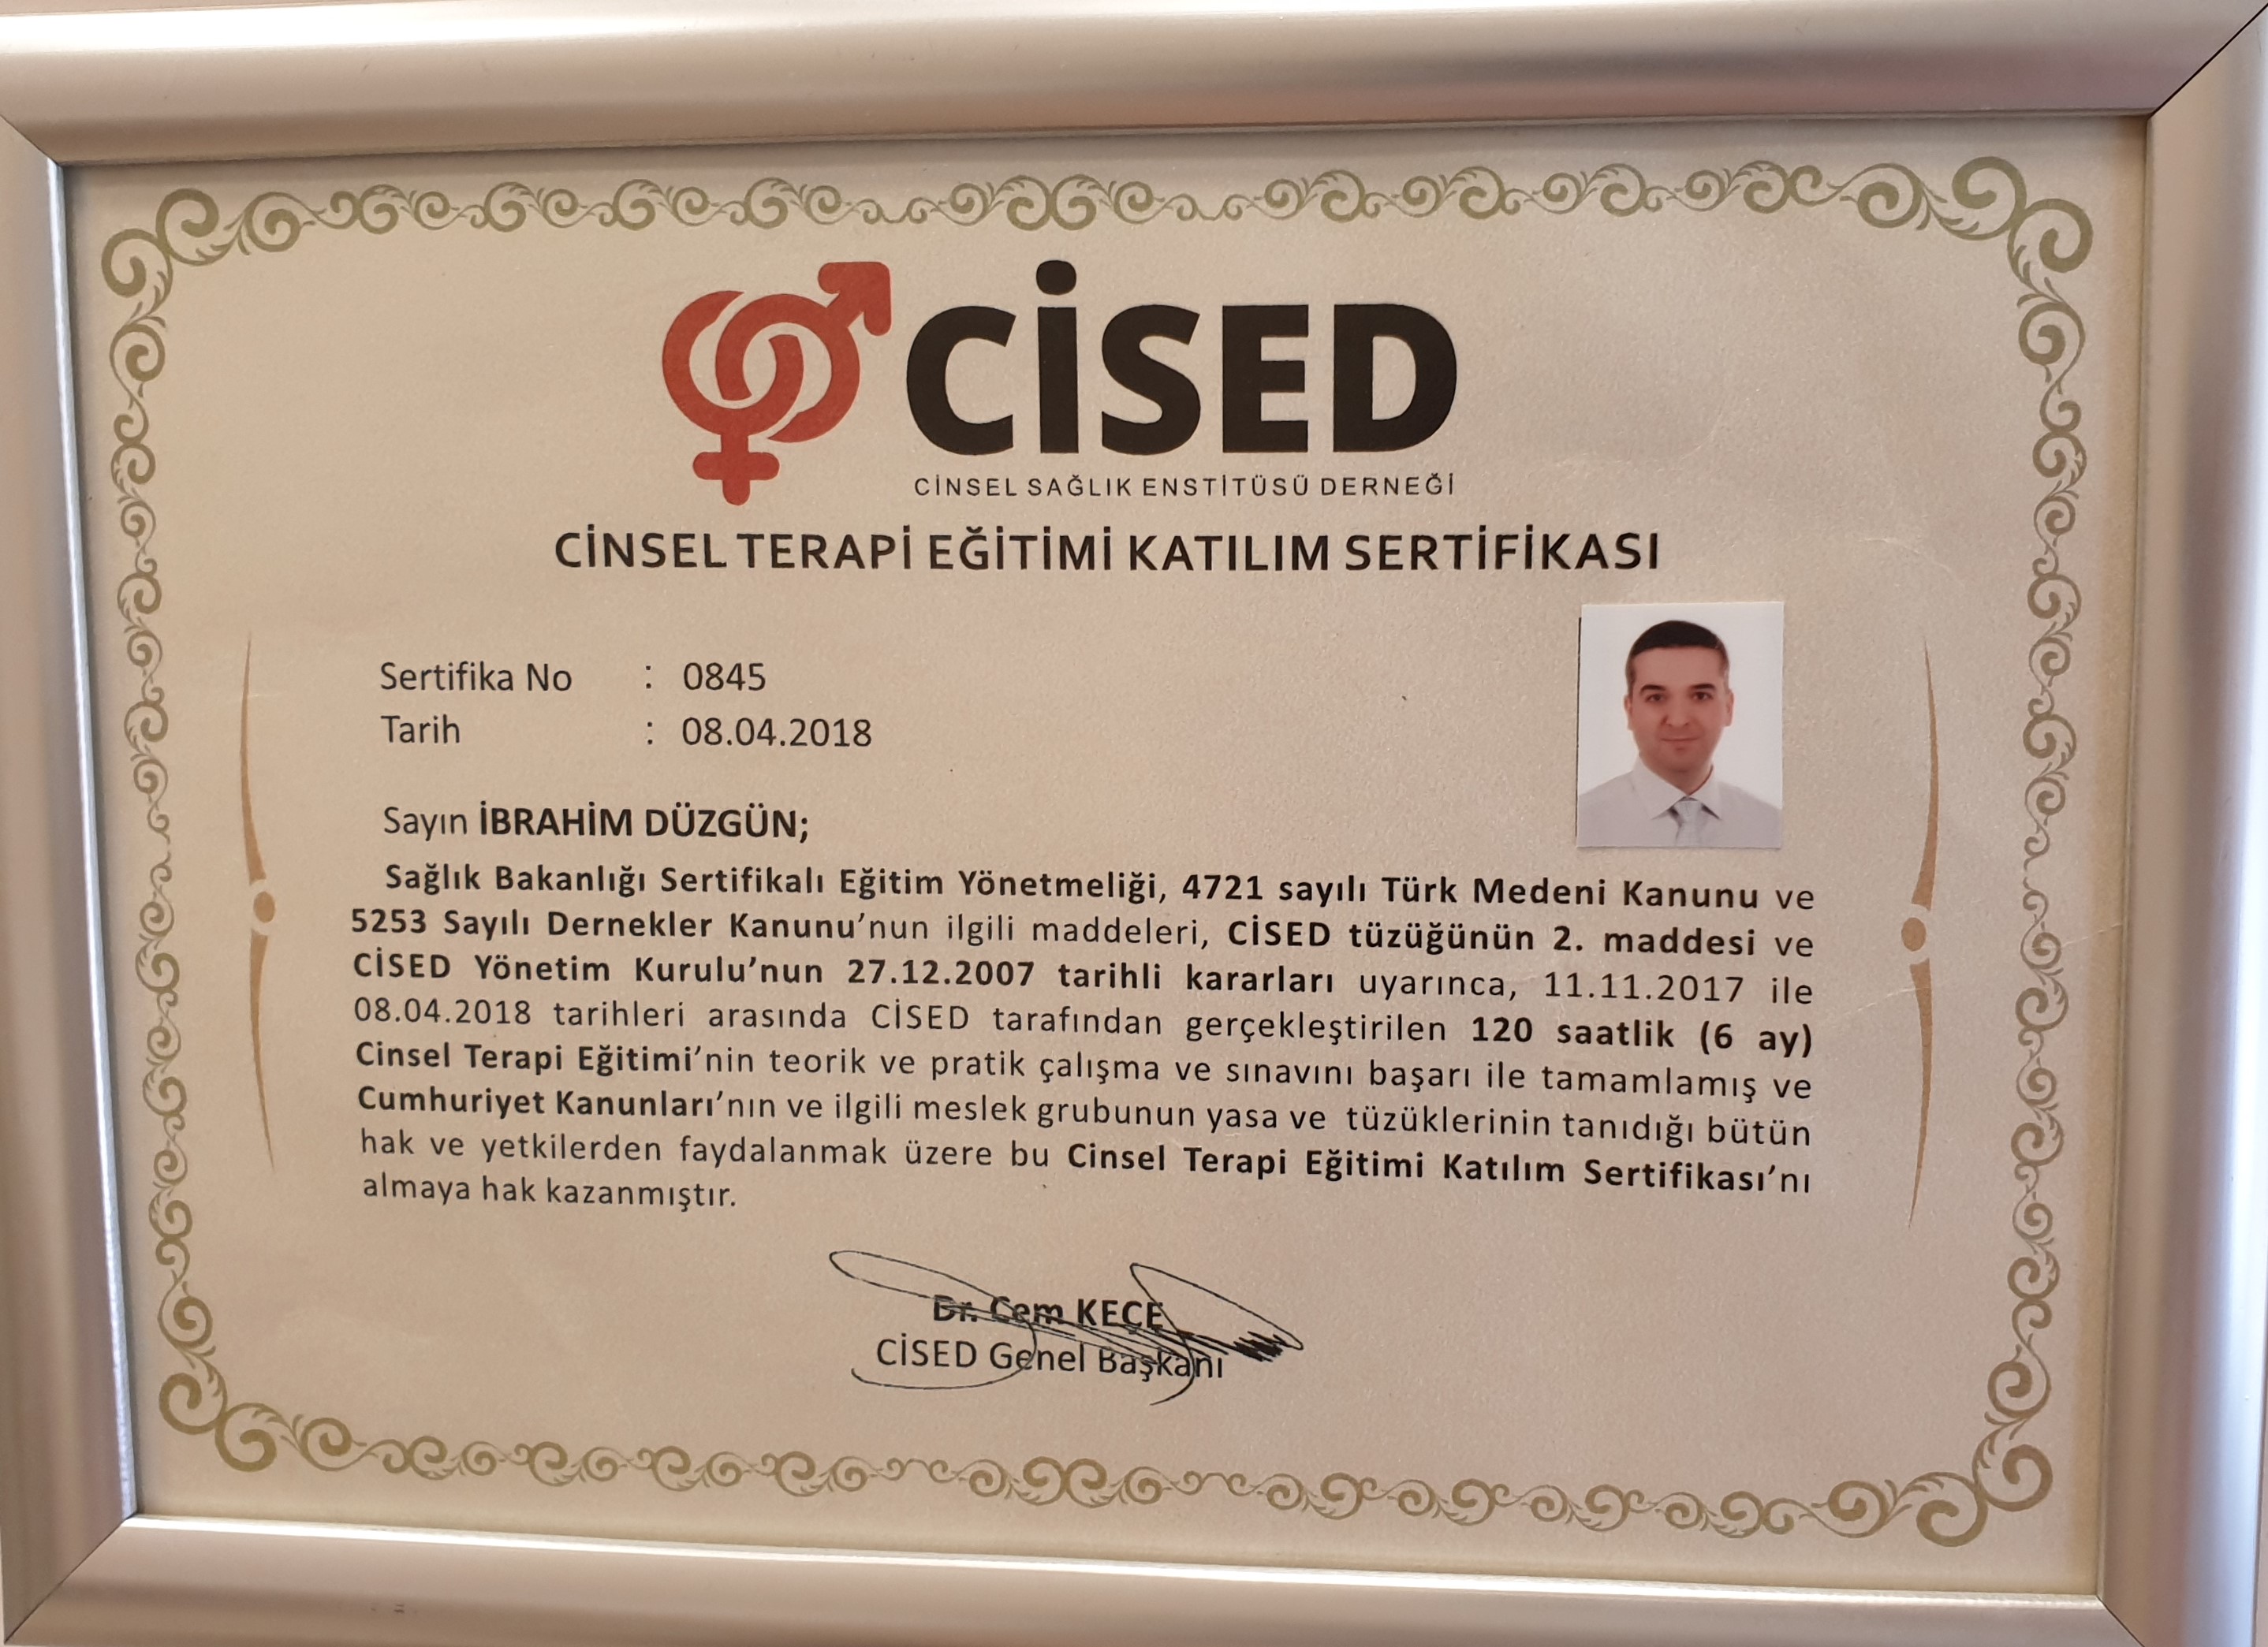 CİSED
CİNSEL SAĞLIK ENSTİTÜSÜ DERNEĞİ
CİNSEL TERAPİ EĞİTİMİ KATILIM SERTİFİKASI
Sertifika No : 0845
Tarih : 08.04.2018
Sayın İBRAHİM DÜZGÜN;
Sağlık Bakanlığı Sertifikalı Eğitim Yönetmeliği, 4721 sayılı Türk Medeni Kanunu ve
5253 Sayılı Dernekler Kanunu’nun ilgili maddeleri, CİSED tüzüğünün 2. maddesi ve
CİSED Yönetim Kurulu’nun 27.12.2007 tarihli kararları uyarınca, 11.11.2017 ile
08.04.2018 tarihleri arasında CİSED tarafından gerçekleştirilen 120 saatlik (6 ay)
Cinsel Terapi Eğitimi’nin teorik ve pratik çalışma ve sınavını başarı ile tamamlamış ve
Cumhuriyet Kanunları’nın ve ilgili meslek grubunun yasa ve tüzüklerinin tanıdığı bütün
hak ve yetkilerden faydalanmak üzere bu Cinsel Terapi Eğitimi Katılım Sertifikası’nı
almaya hak kazanmıştır.
Dr. Cem KEÇE
CİSED Genel Başkanı